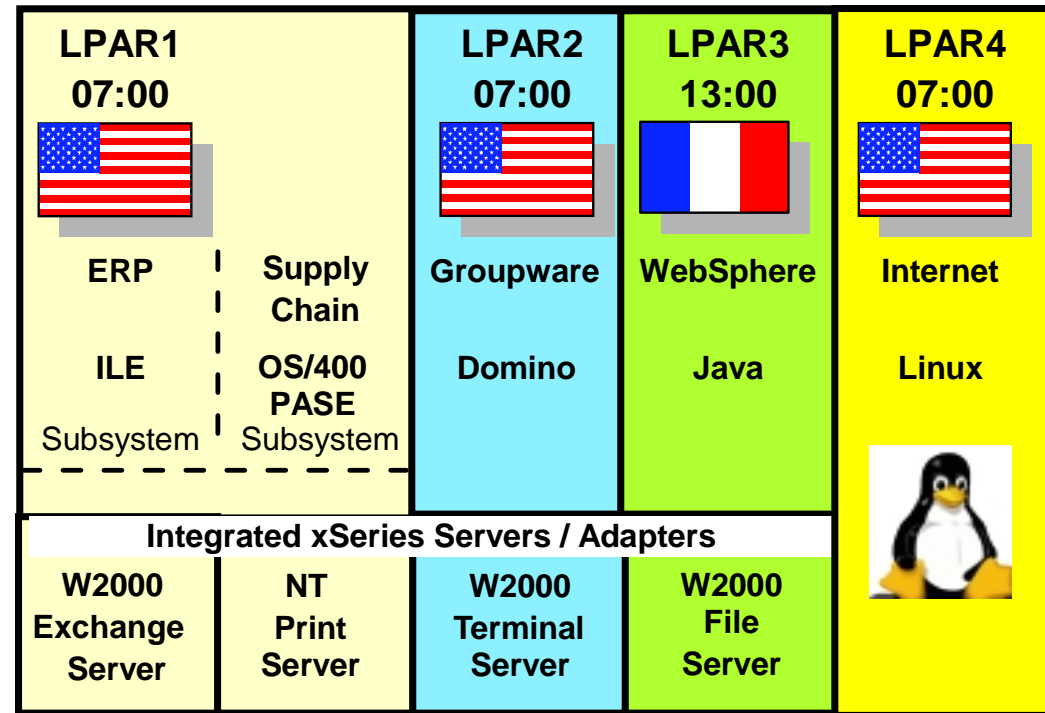 LPAR1
07:00
ERP
ILE
Subsystem
Supply
Chain
OS/400
PASE
Subsystem
LPAR2
07:00
Groupware
Domino
LPAR3
13:00
WebSphere
Java
LPAR4
07:00
Internet
Linux
Integrated xSeries Servers / Adapters
W2000
Exchange
Server
NT
Print
Server
W2000
Terminal
Server
W2000
File
Server